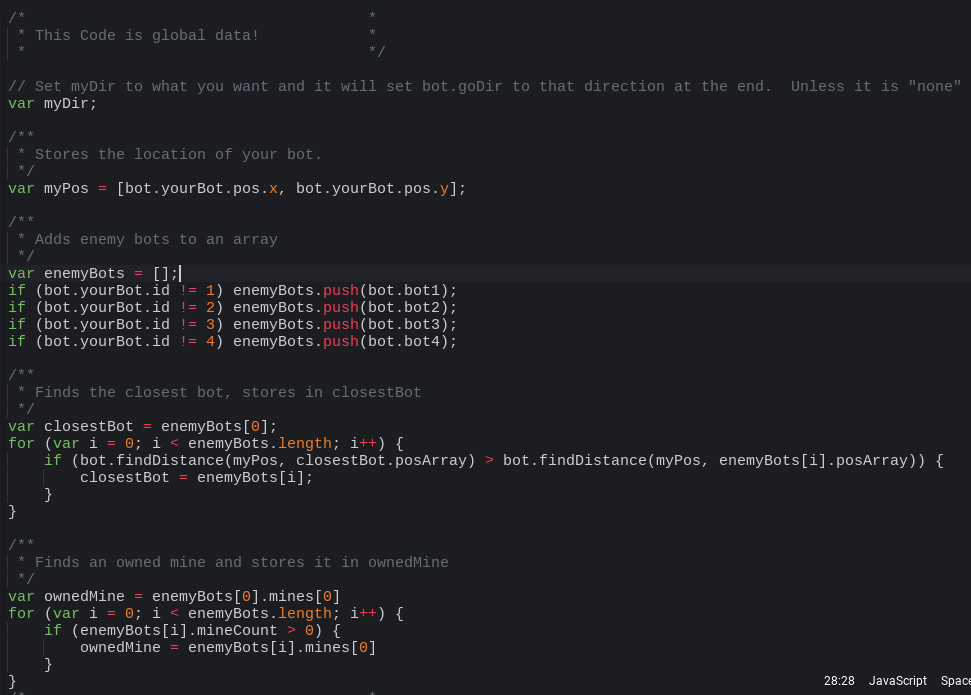 /*                                      *
 * This Code is global data!            *
 *                                      */
// Set myDir to what you want and it will set bot.goDir to that direction at the end.  Unless it is "none"
var myDir;
/**
 * Stores the location of your bot.
 */
var myPos = [bot.yourBot.pos.x, bot.yourBot.pos.y];
/**
 * Adds enemy bots to an array
 */
var enemyBots = [];
if (bot.yourBot.id != 1) enemyBots.push(bot.bot1);
if (bot.yourBot.id != 2) enemyBots.push(bot.bot2);
if (bot.yourBot.id != 3) enemyBots.push(bot.bot3);
if (bot.yourBot.id != 4) enemyBots.push(bot.bot4);
/**
 * Finds the closest bot, stores in closestBot
 */
var closestBot = enemyBots[0];
for (var i = 0; i < enemyBots.length; i++) {
    if (bot.findDistance(myPos, closestBot.posArray) > bot.findDistance(myPos, enemyBots[i].posArray)) {
        closestBot = enemyBots[i];
    }
}
/**
 * Finds an owned mine and stores it in ownedMine
 */
var ownedMine = enemyBots[0].mines[0]
for (var i = 0; i < enemyBots.length; i++) {
    if (enemyBots[i].mineCount > 0) {
        ownedMine = enemyBots[i].mines[0]
    }
}
28:28 JavaScript Space
/*                                      *